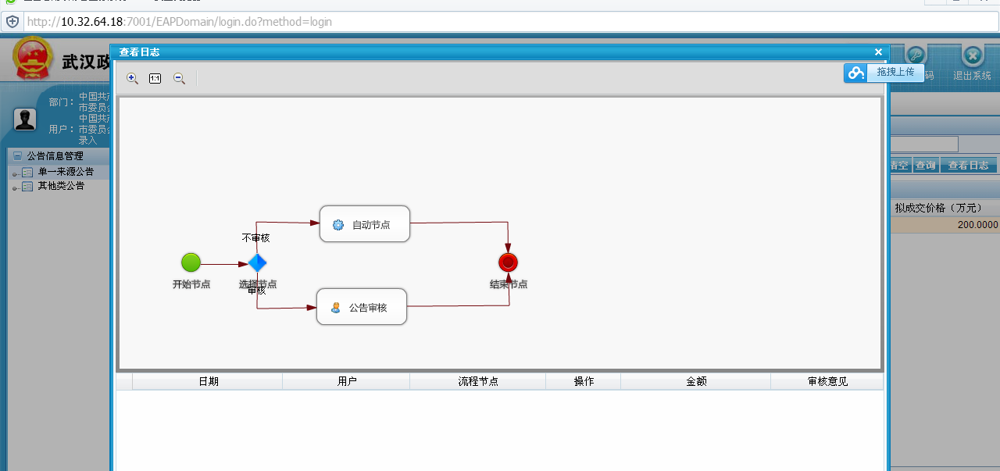 http://10.32.64.18:7001/EAPDomain/login.do?method=login
武汉政
查看日志
拖拽上传
码
退出系统
部门：
中国共产
市委员会
中国共产
用户：
市委员会
录入
公告信息管理
单一来源公告
其他类公告
清空
查询
查看日志
拟成交价格（万元）
200.0000
自动节点
不审核
开始节点
选择节点
审核
公告审核
结束节点
日期
用户
流程节点
操作
金额
审核意见